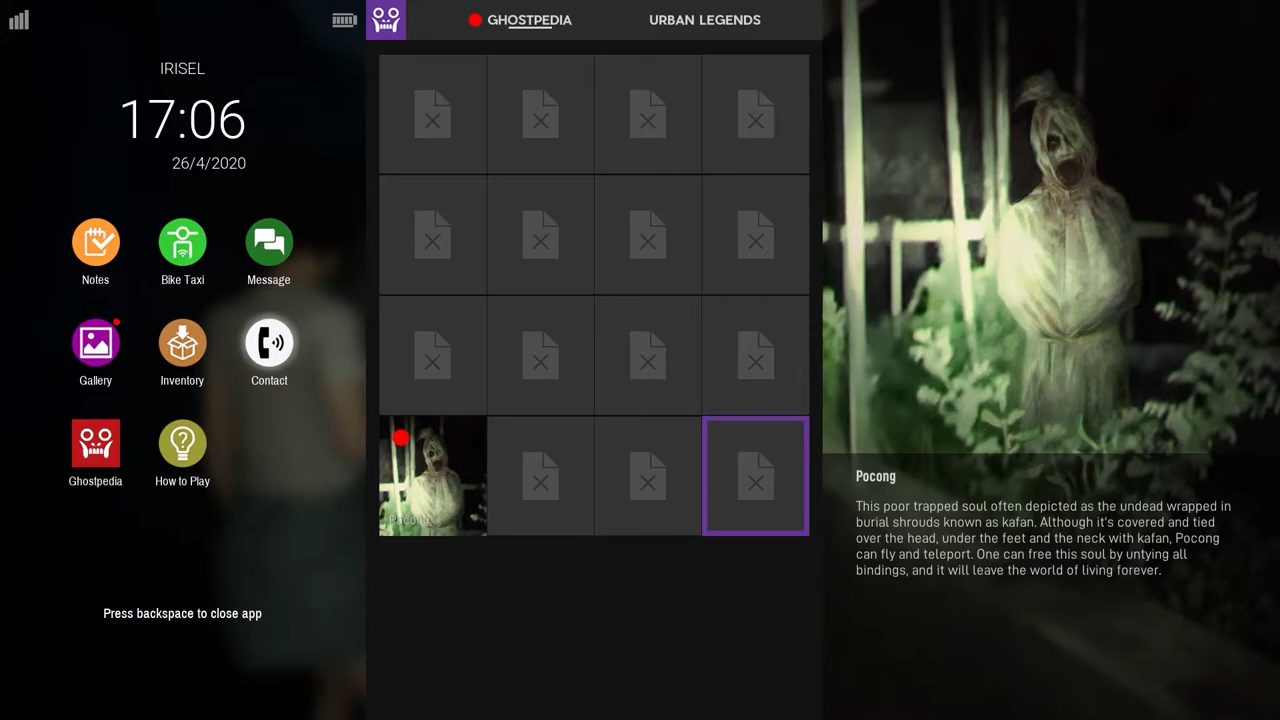 IRISEL
17:06
26/4/2020
Notes
Bike Taxi
Message
Gallery
Inventory
Contact
Ghostpedia
How to Play
Press backspace to close app
GHOSTPEDIA
URBAN LEGENDS
Pocong
Pocong
This poor trapped soul often depicted as the undead wrapped in
burial shrouds known as kafan. Although it's covered and tied
over the head, under the feet and the neck with kafan, Pocong
can fly and teleport. One can free this soul by untying all
bindings, and it will leave the world of living forever.